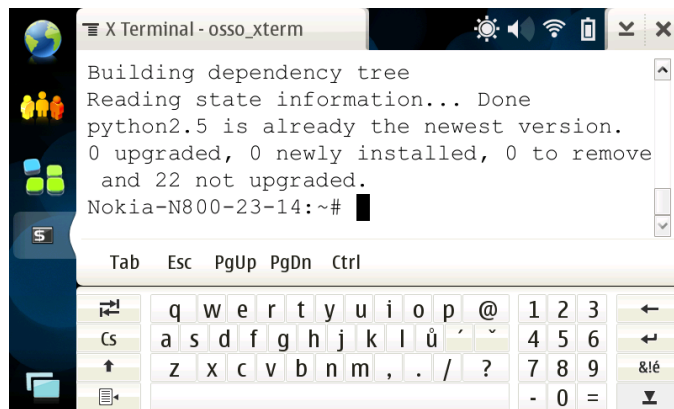 X Terminal - osso_xterm
Building dependency tree
Reading state information... Done
python2.5 is already the newest version.
0 upgraded, 0 newly installed, 0 to remove
and 22 not upgraded.
Nokia-N800-23-14:~#
$
Tab Esc PgUp PgDn Ctrl
q w e r t y u i o p @ 1 2 3
Cs a s d f g h j k l ů ´ ˇ 4 5 6
z x c v b n m , . / ? 7 8 9 &!é
- 0 =